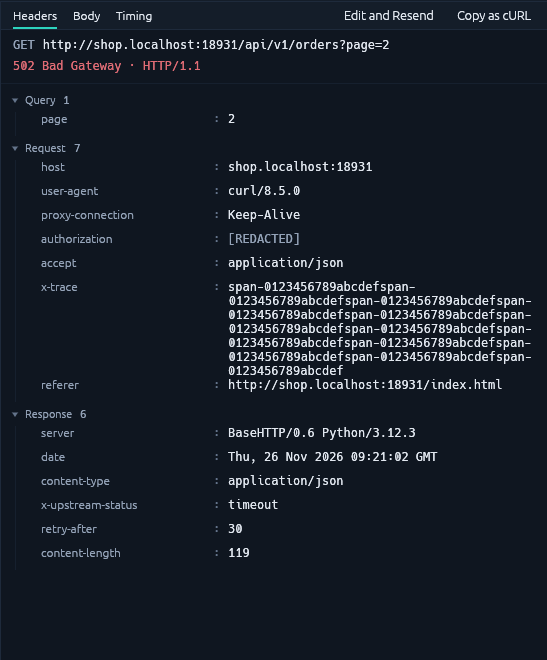 Headers Body Timing Edit and Resend Copy as cURL
GET http://shop.localhost:18931/api/v1/orders?page=2
502 Bad Gateway · HTTP/1.1
Query 1
page : 2
Request 7
host : shop.localhost:18931
user-agent : curl/8.5.0
proxy-connection : Keep-Alive
authorization : [REDACTED]
accept : application/json
x-trace : span-0123456789abcdefspan-
0123456789abcdefspan-0123456789abcdefspan-
0123456789abcdefspan-0123456789abcdefspan-
0123456789abcdefspan-0123456789abcdefspan-
0123456789abcdefspan-0123456789abcdefspan-
0123456789abcdefspan-0123456789abcdefspan-
0123456789abcdef
referer : http://shop.localhost:18931/index.html
Response 6
server : BaseHTTP/0.6 Python/3.12.3
date : Thu, 26 Nov 2026 09:21:02 GMT
content-type : application/json
x-upstream-status : timeout
retry-after : 30
content-length : 119